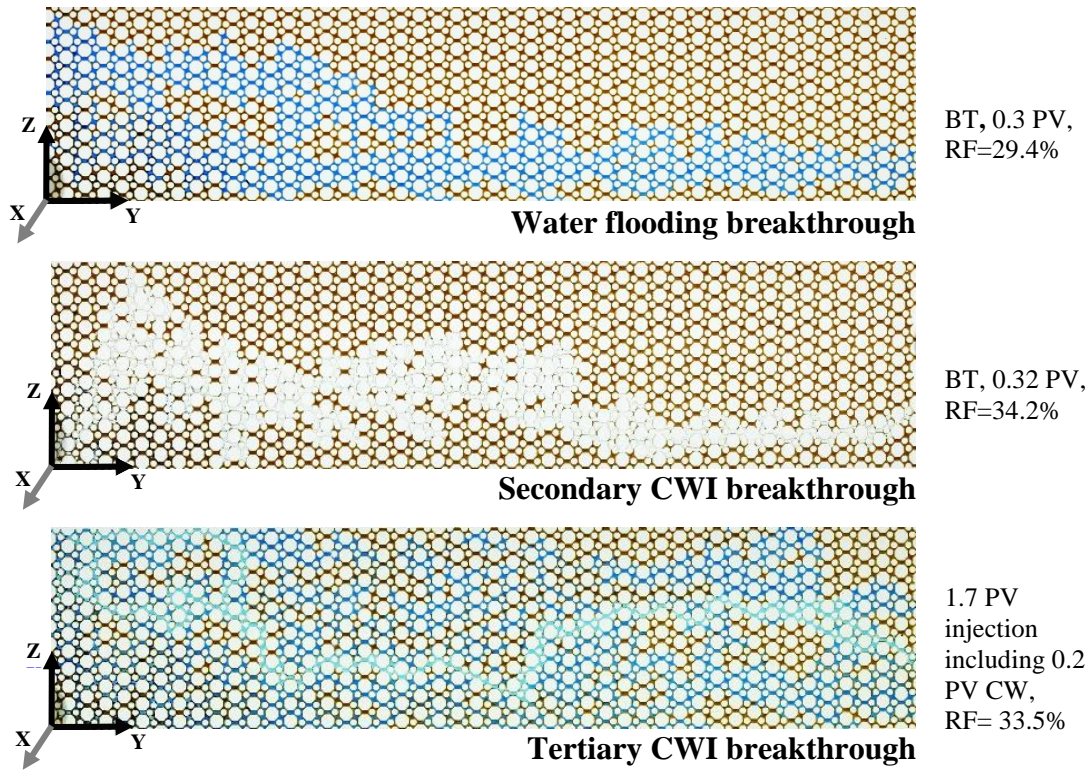 Z
X
Y
BT, 0.3 PV,
RF=29.4%
Water flooding breakthrough
Z
X
Y
BT, 0.32 PV,
RF=34.2%
Secondary CWI breakthrough
Z
X
Y
1.7 PV
injection
including 0.2
PV CW,
RF= 33.5%
Tertiary CWI breakthrough